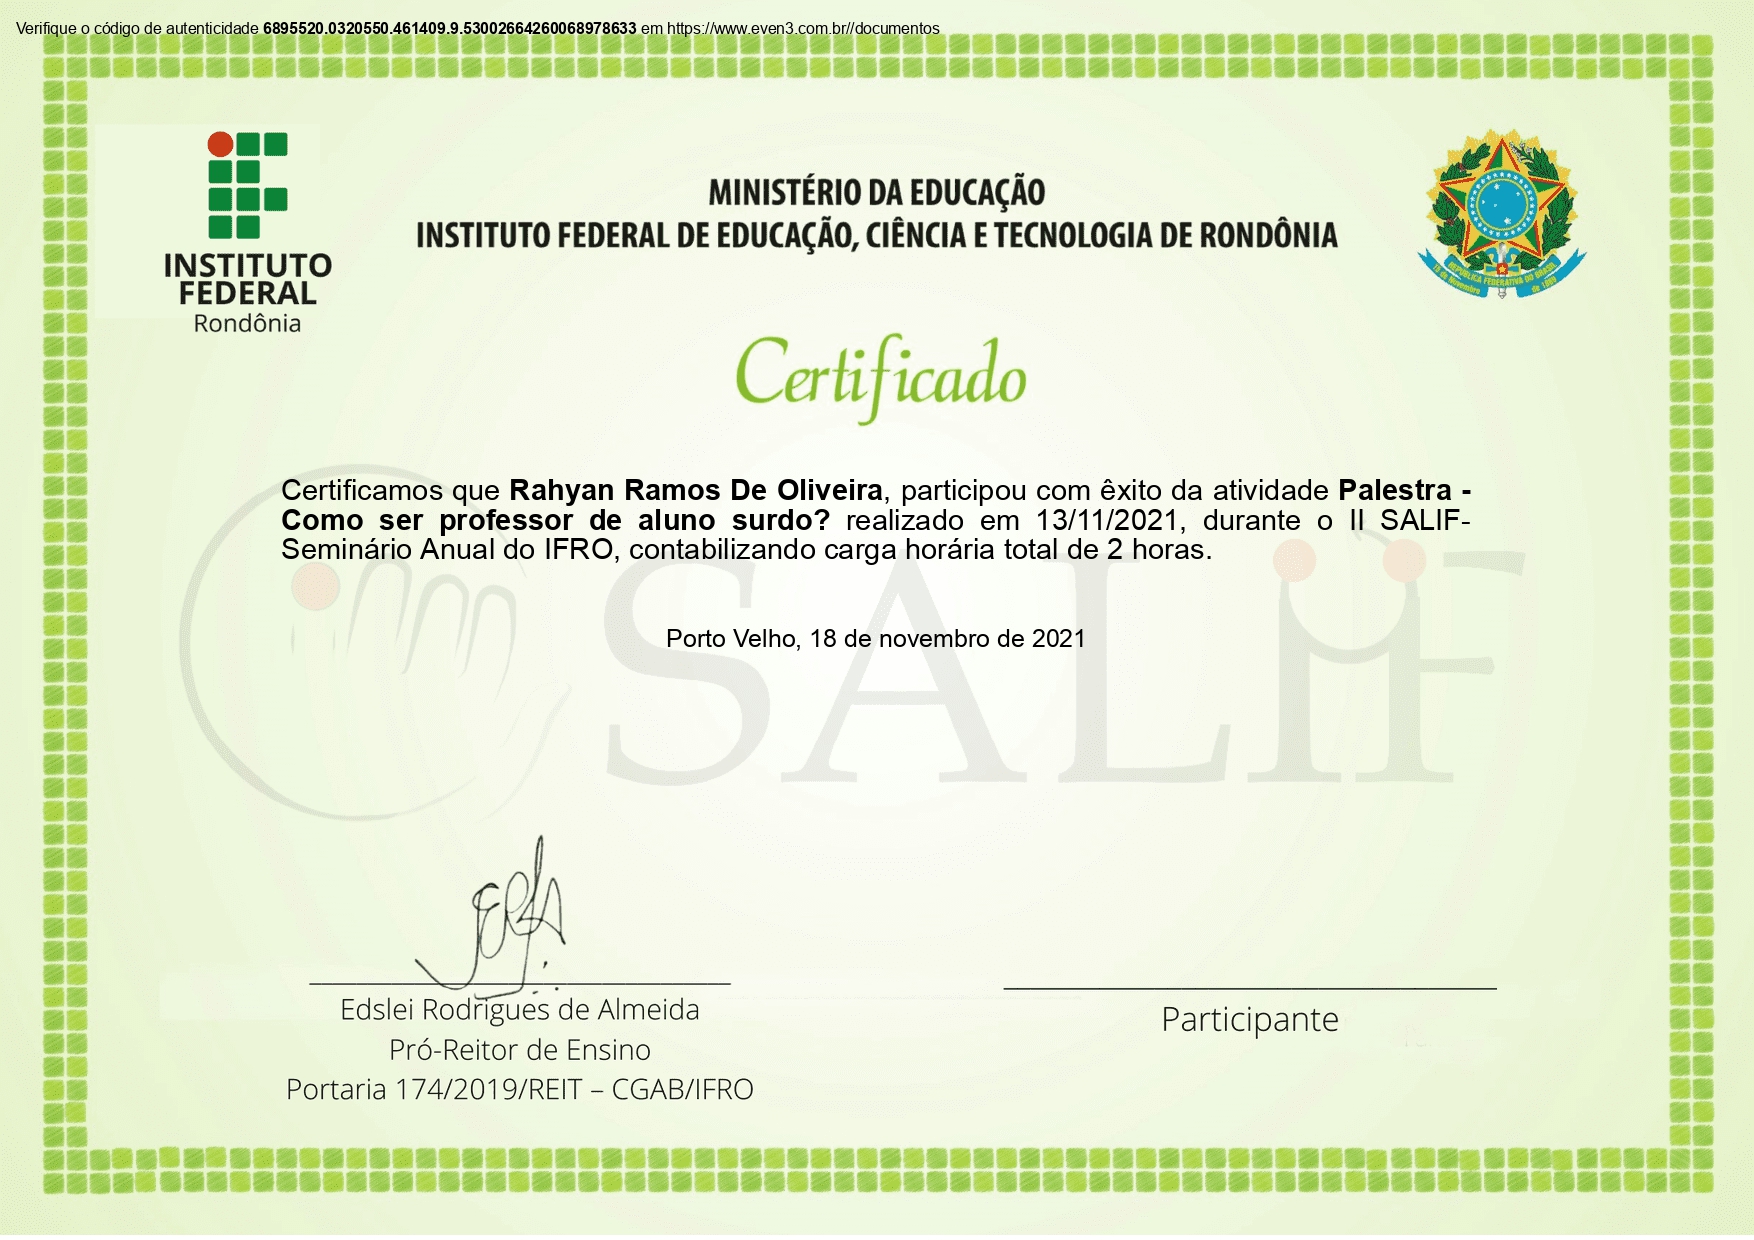 Verifique o código de autenticidade 6895520.0320550.461409.9.53002664260068978633 em https://www.even3.com.br//documentos
INSTITUTO
FEDERAL
Rondônia
MINISTÉRIO DA EDUCAÇÃO
INSTITUTO FEDERAL DE EDUCAÇÃO, CIÊNCIA E TECNOLOGIA DE RONDÔNIA
REPÚBLICA FEDERATIVA DO BRASIL
15 de Novembro de 1889
Certificado
Certificamos que Rahyan Ramos De Oliveira, participou com êxito da atividade Palestra -
Como ser professor de aluno surdo? realizado em 13/11/2021, durante o II SALIF-
Seminário Anual do IFRO, contabilizando carga horária total de 2 horas.
SALIF
Porto Velho, 18 de novembro de 2021
Edslei Rodrigues de Almeida
Pró-Reitor de Ensino
Portaria 174/2019/REIT – CGAB/IFRO
Participante